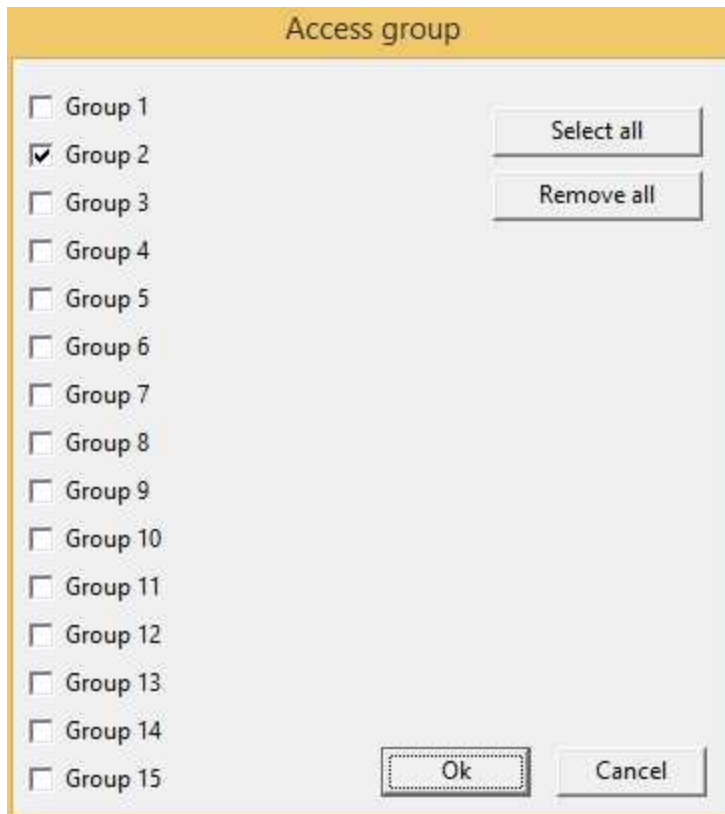 Access group
Group 1
Group 2
Group 3
Group 4
Group 5
Group 6
Group 7
Group 8
Group 9
Group 10
Group 11
Group 12
Group 13
Group 14
Group 15
Select all
Remove all
Ok
Cancel